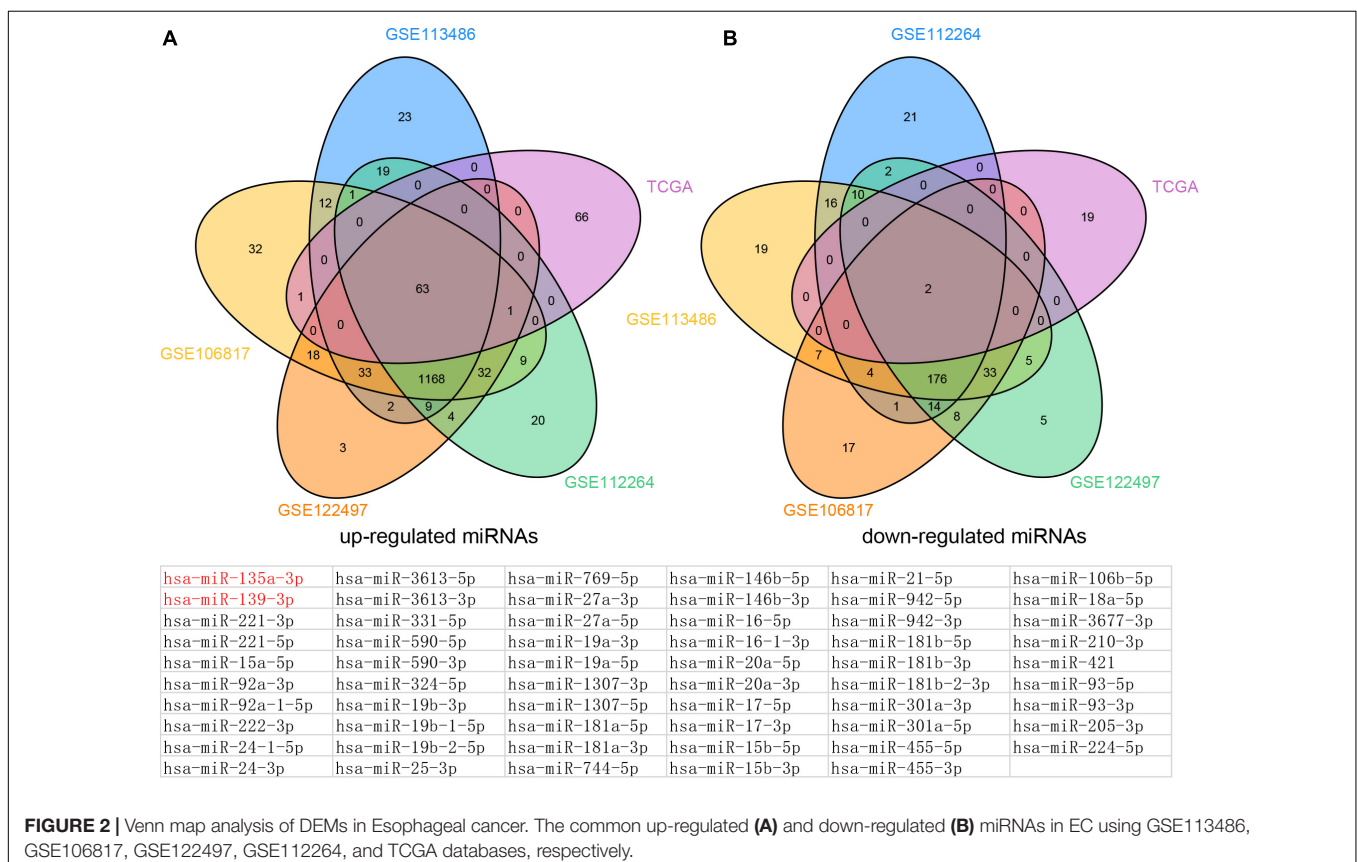 A
B
GSE113486
GSE112264
23
21
TCGA
TCGA
19
0
0
0
0
12
1
0
0
66
32
0
0
0
63
1
0
1
0
0
0
18
33
1168
32
9
2
9
4
20
3
2
0
0
0
0
16
10
0
0
19
19
0
0
0
2
0
0
0
0
0
0
7
4
176
33
5
1
14
8
5
17
GSE106817
GSE113486
GSE122497
GSE112264
GSE106817
GSE122497
up-regulated miRNAs
down-regulated miRNAs
hsa-miR-135a-3p hsa-miR-3613-5p hsa-miR-769-5p hsa-miR-146b-5p hsa-miR-21-5p hsa-miR-106b-5p
hsa-miR-139-3p hsa-miR-3613-3p hsa-miR-27a-3p hsa-miR-146b-3p hsa-miR-942-5p hsa-miR-18a-5p
hsa-miR-221-3p hsa-miR-331-5p hsa-miR-27a-5p hsa-miR-16-5p hsa-miR-942-3p hsa-miR-3677-3p
hsa-miR-221-5p hsa-miR-590-5p hsa-miR-19a-3p hsa-miR-16-1-3p hsa-miR-181b-5p hsa-miR-210-3p
hsa-miR-15a-5p hsa-miR-590-3p hsa-miR-19a-5p hsa-miR-20a-5p hsa-miR-181b-3p hsa-miR-421
hsa-miR-92a-3p hsa-miR-324-5p hsa-miR-1307-3p hsa-miR-20a-3p hsa-miR-181b-2-3p hsa-miR-93-5p
hsa-miR-92a-1-5p hsa-miR-19b-3p hsa-miR-1307-5p hsa-miR-17-5p hsa-miR-301a-3p hsa-miR-93-3p
hsa-miR-222-3p hsa-miR-19b-1-5p hsa-miR-181a-5p hsa-miR-17-3p hsa-miR-301a-5p hsa-miR-205-3p
hsa-miR-24-1-5p hsa-miR-19b-2-5p hsa-miR-181a-3p hsa-miR-15b-5p hsa-miR-455-5p hsa-miR-224-5p
hsa-miR-24-3p hsa-miR-25-3p hsa-miR-744-5p hsa-miR-15b-3p hsa-miR-455-3p
FIGURE 2 | Venn map analysis of DEMs in Esophageal cancer. The common up-regulated (A) and down-regulated (B) miRNAs in EC using GSE113486,
GSE106817, GSE122497, GSE112264, and TCGA databases, respectively.